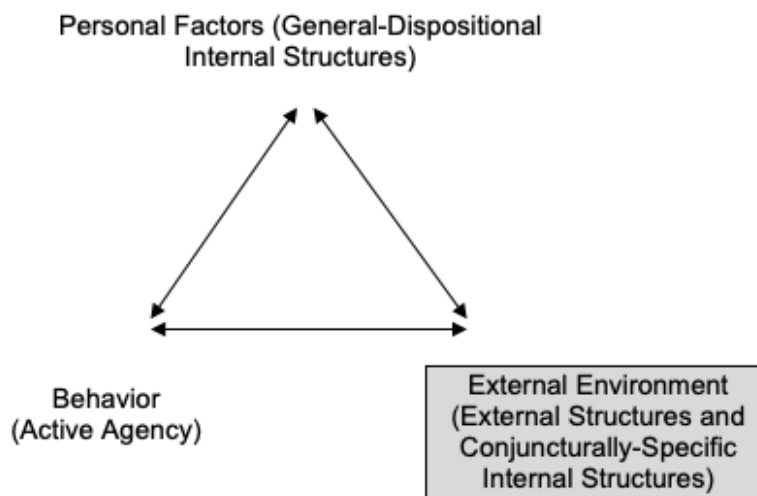 Personal Factors (General-Dispositional
Internal Structures)
Behavior
(Active Agency)
External Environment
(External Structures and
Conjuncturally-Specific
Internal Structures)